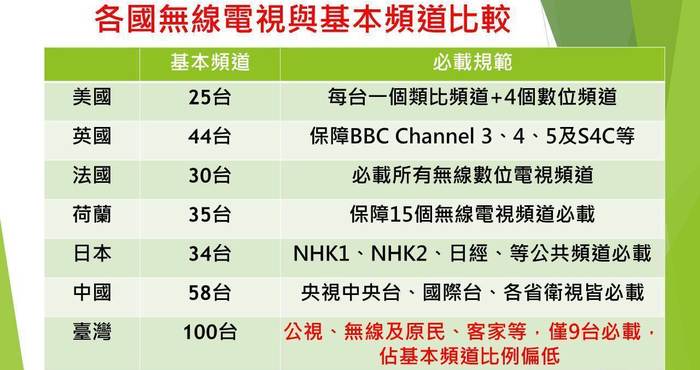 各國無線電視與基本頻道比較
基本頻道 必載規範
美國 25台 每台一個類比頻道+4個數位頻道
英國 44台 保障BBC Channel 3、4、5及S4C等
法國 30台 必載所有無線數位電視頻道
荷蘭 35台 保障15個無線電視頻道必載
日本 34台 NHK1、NHK2、日經、等公共頻道必載
中國 58台 央視中央台、國際台、各省衛視皆必載
臺灣 100台 公視、無線及原民、客家等，僅9台必載，
佔基本頻道比例偏低